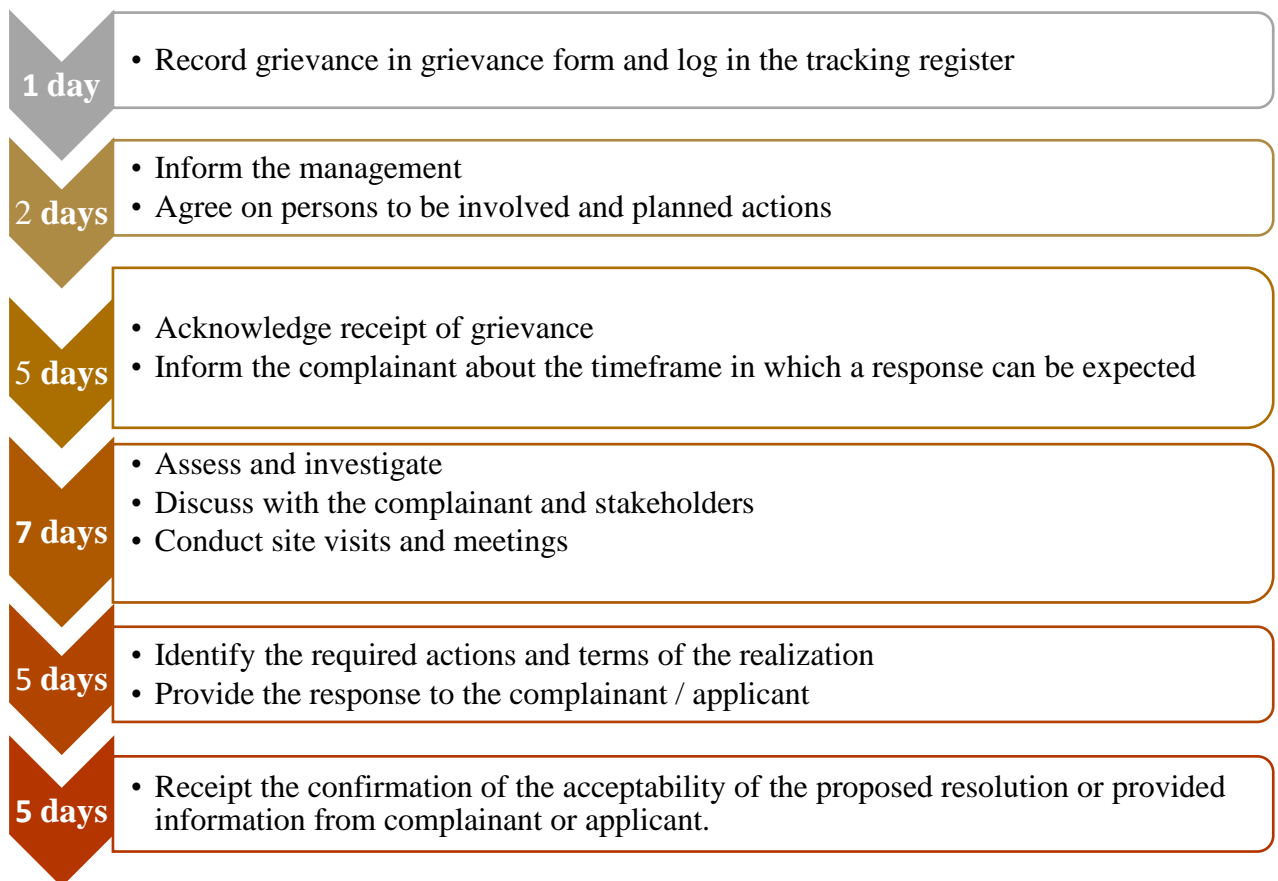 1 day
• Record grievance in grievance form and log in the tracking register
2 days
• Inform the management
• Agree on persons to be involved and planned actions
5 days
• Acknowledge receipt of grievance
• Inform the complainant about the timeframe in which a response can be expected
7 days
• Assess and investigate
• Discuss with the complainant and stakeholders
• Conduct site visits and meetings
5 days
• Identify the required actions and terms of the realization
• Provide the response to the complainant / applicant
5 days
• Receipt the confirmation of the acceptability of the proposed resolution or provided
information from complainant or applicant.